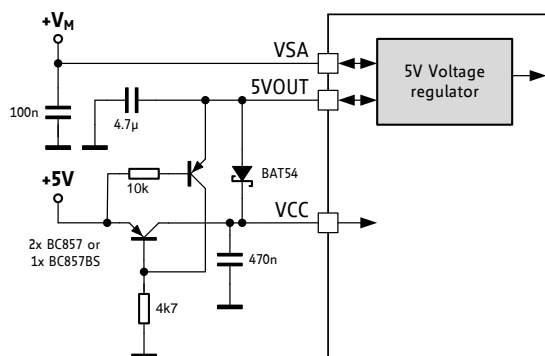 +VM
VSA
5VOUT
5V Voltage
regulator
100n
4.7µ
+5V
10k
BAT54
VCC
2x BC857 or
1x BC857BS
470n
4k7